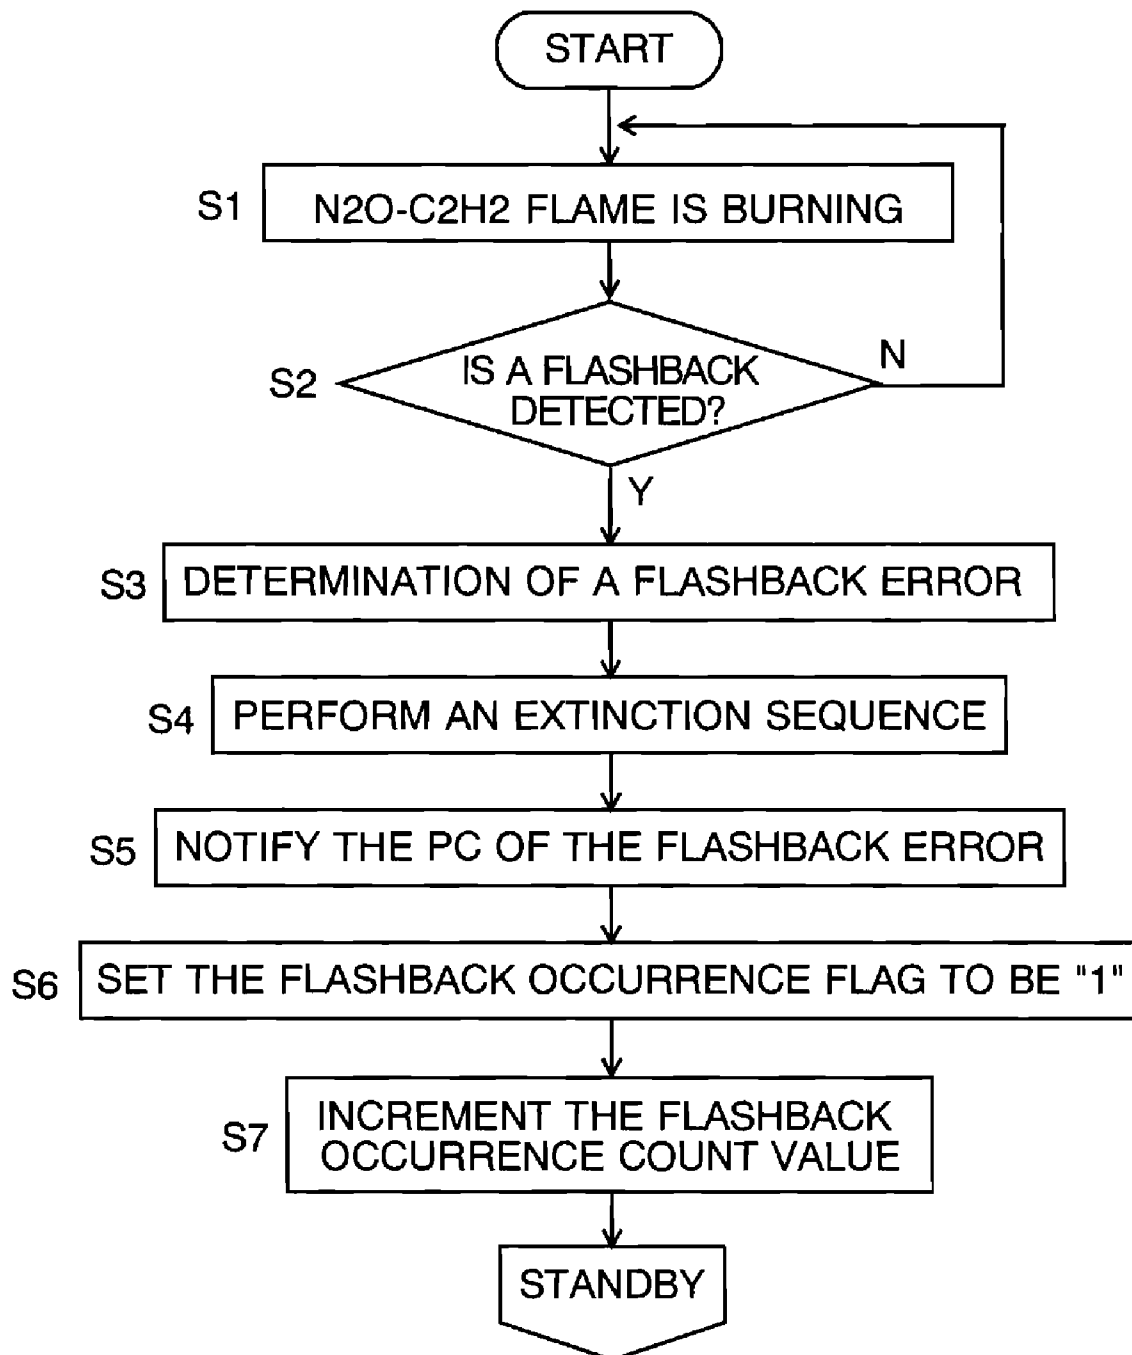 START
S1
N2O-C2H2 FLAME IS BURNING
S2
IS A FLASHBACK
DETECTED?
N
Y
S3
DETERMINATION OF A FLASHBACK ERROR
S4
PERFORM AN EXTINCTION SEQUENCE
S5
NOTIFY THE PC OF THE FLASHBACK ERROR
S6
SET THE FLASHBACK OCCURRENCE FLAG TO BE "1"
S7
INCREMENT THE FLASHBACK
OCCURRENCE COUNT VALUE
STANDBY